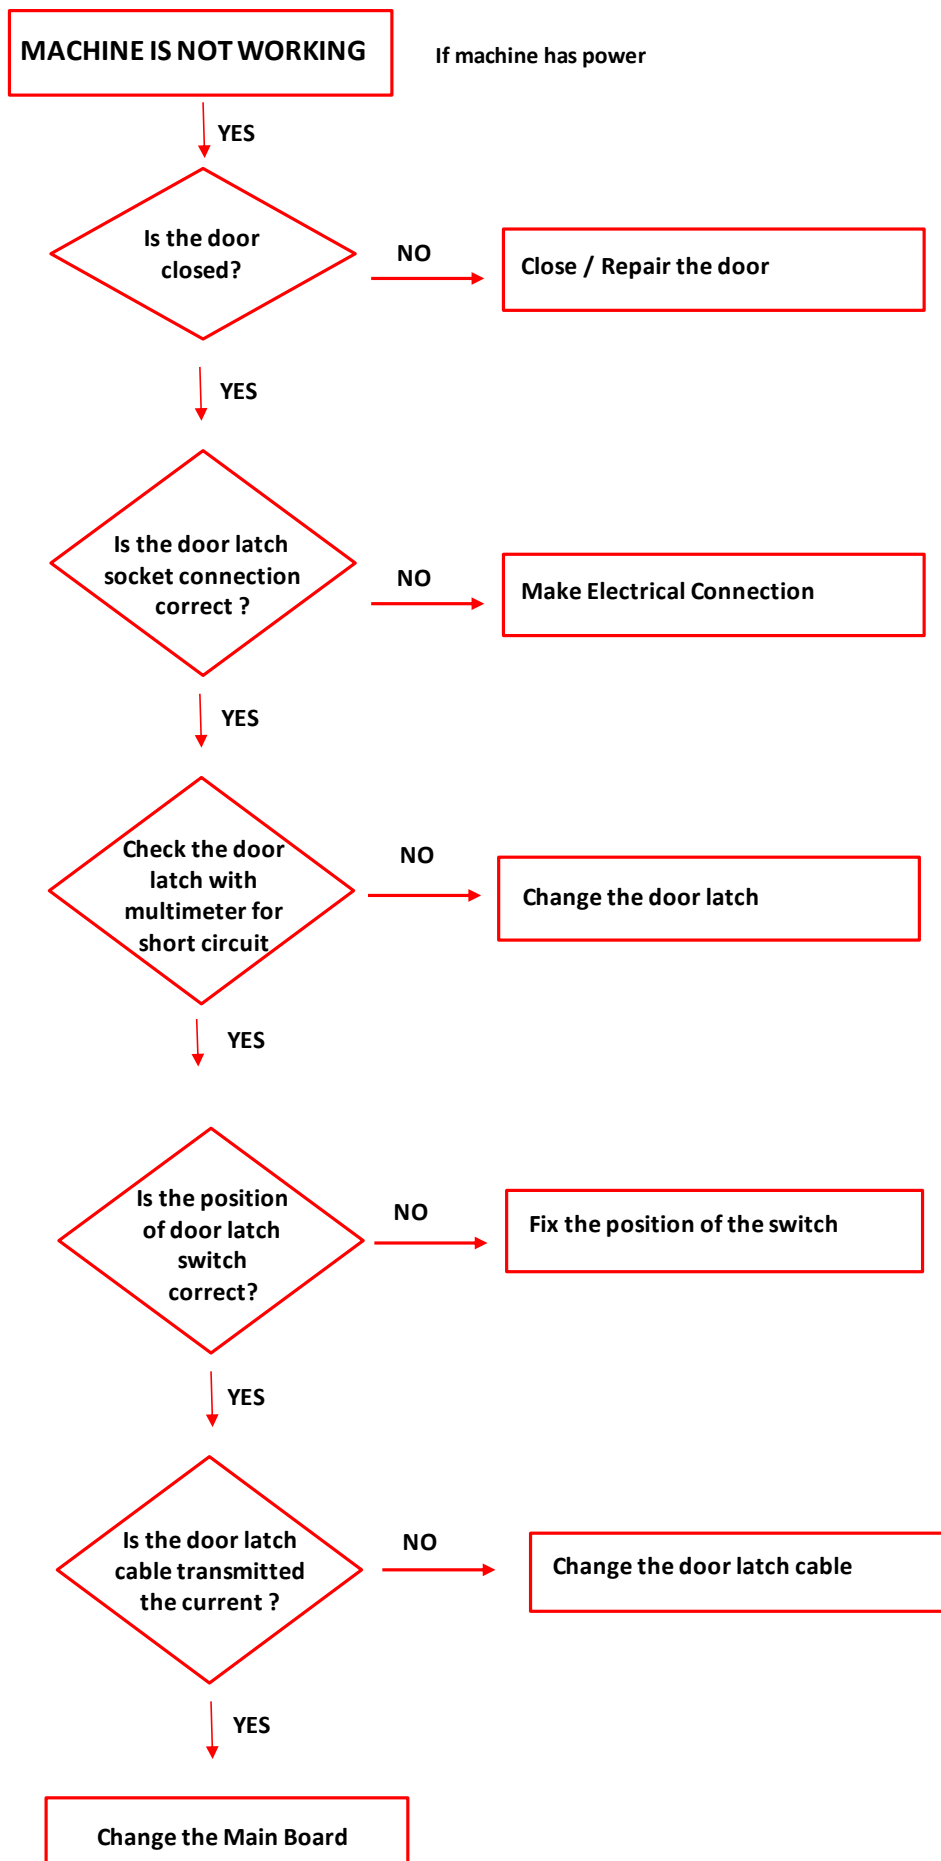 MACHINE IS NOT WORKING
If machine has power
YES
Is the door
closed?
NO
Close / Repair the door
YES
Is the door latch
socket connection
correct ?
NO
Make Electrical Connection
YES
Check the door
latch with
multimeter for
short circuit
NO
Change the door latch
YES
Is the position
of door latch
switch
correct?
NO
Fix the position of the switch
YES
Is the door latch
cable transmitted
the current ?
NO
Change the door latch cable
YES
Change the Main Board